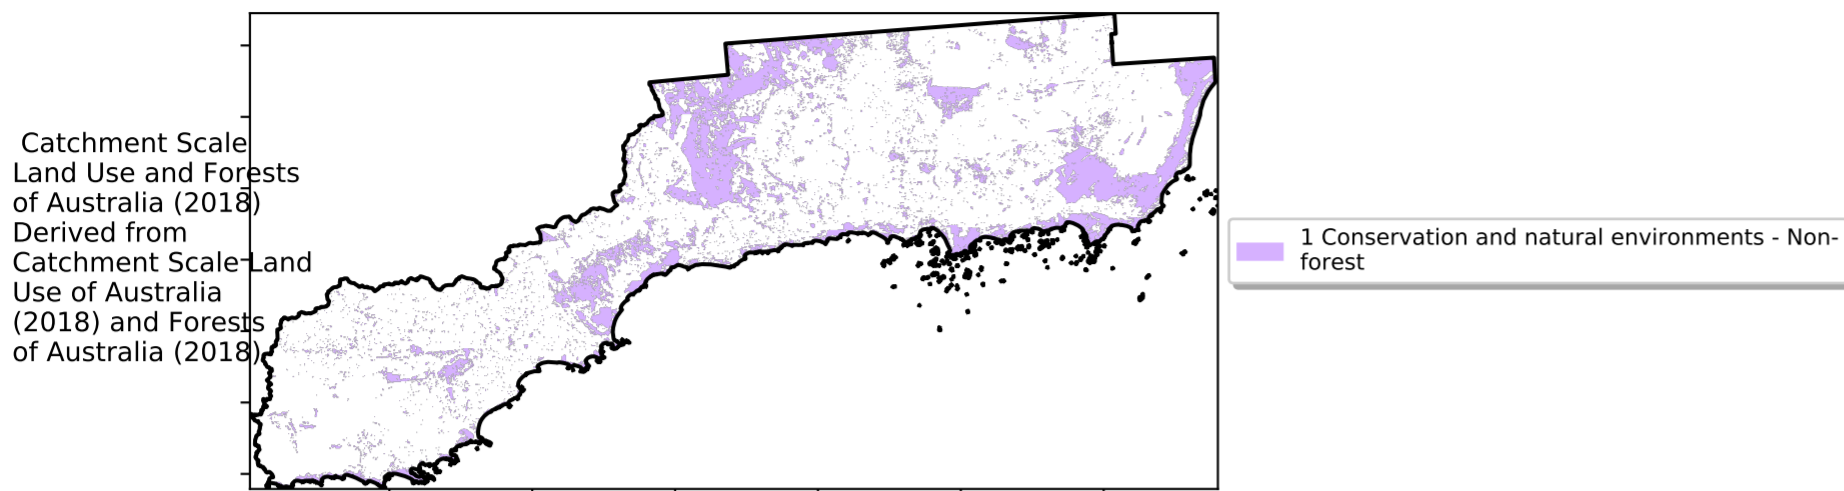 Catchment Scale
Land Use and Forests
of Australia (2018)
Derived from
Catchment Scale Land
Use of Australia
(2018) and Forests
of Australia (2018)
1 Conservation and natural environments - Non-
forest